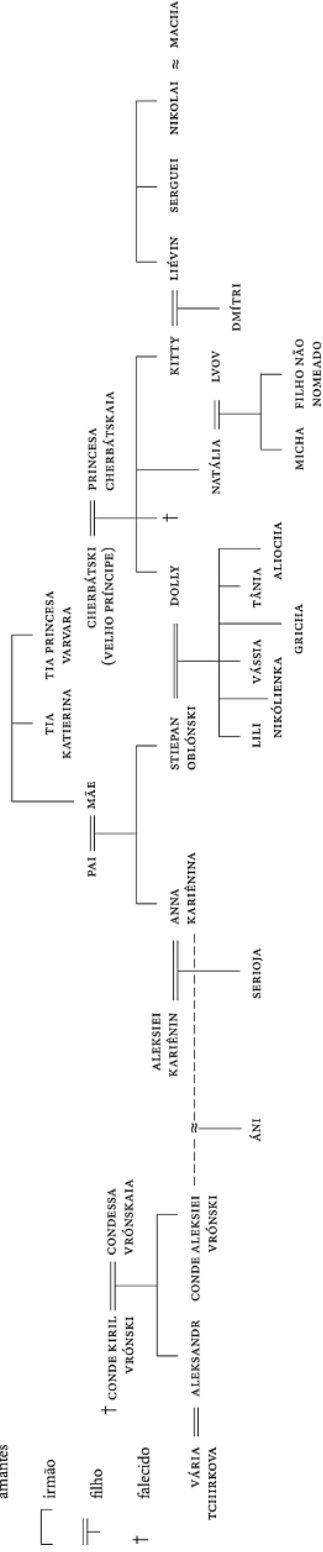 amantes
irmão
filho
† falecido
TIA
KATIERINA
TIA PRINCESA
VARVARA
PAI
MÃE
CHERBÁTSKI
(VELHO PRÍNCIPE)
PRINCESA
CHERBÁTSKAIA
† CONDE KIRIL
VRÓNSKI
CONDESSA
VRÓNSKAIA
ALEKSIEI
KARIÊNIN
ANNA
KARIÊNINA
STIEPAN
OBLÓNSKI
DOLLY
†
NATÁLIA
LVOV
KITTY
LIÉVIN
SERGUEI
NIKOLAI ≈ MACHA
VÁRIA
TCHIRKOVA
ALEKSANDR
CONDE ALEKSIEI
VRÓNSKI
≈
ÁNI
SERIOJA
LILI
NIKÓLIENKA
VÁSSIA
GRICHA
TÂNIA
ALIOCHA
MICHA
FILHO NÃO
NOMEADO
DMÍTRI